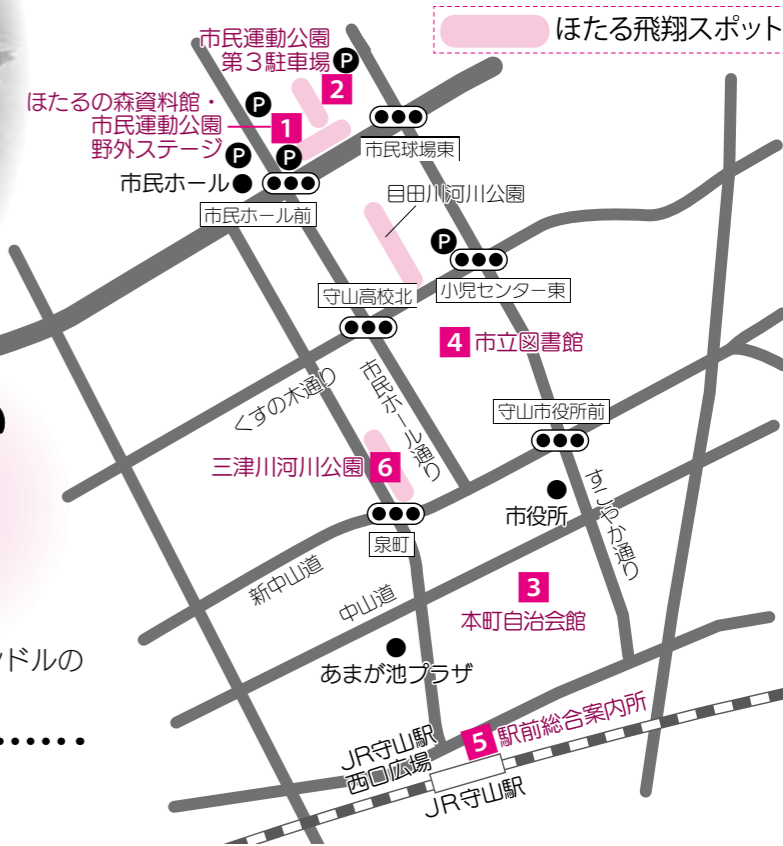 ほたる飛翔スポット
市民運動公園
第３駐車場 P
2
ほたるの森資料館・
市民運動公園
野外ステージ
1
P
P
P
市民ホール
市民ホール前
市民球場東
目田川河川公園
P
小児センター東
守山高校北
4 市立図書館
くすの木通り
市民ホール通り
守山市役所前
三津川河川公園 6
市役所
すこやか通り
泉町
新中山道
中山道
3
本町自治会館
あまが池プラザ
ンドルの
JR守山駅
西口広場
5 駅前総合案内所
JR守山駅